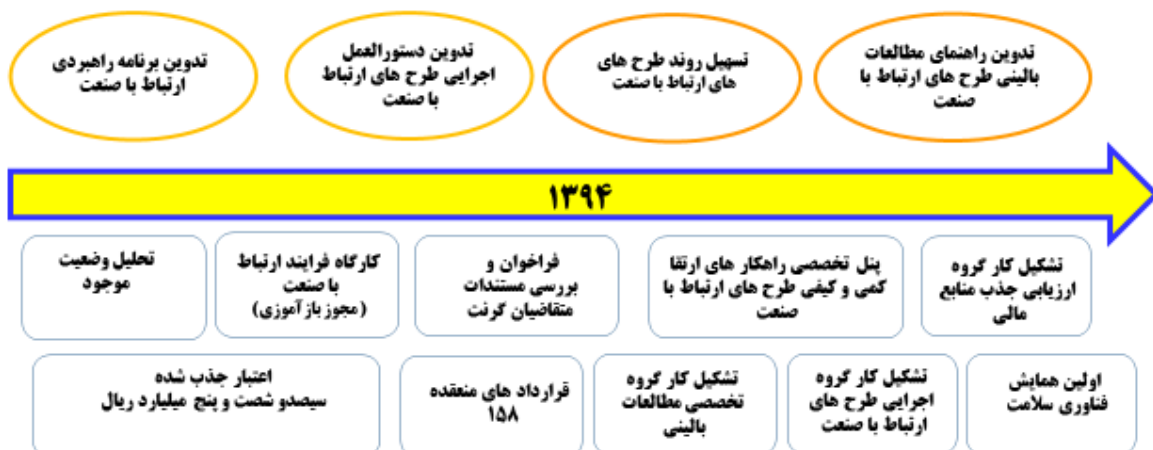 تدوین راهنمای مطالعات
بالینی طرح های ارتباط با
صنعت
تسهیل روند طرح های
های ارتباط با صنعت
تدوین دستورالعمل
اجرایی طرح های ارتباط
با صنعت
تدوین برنامه راهبردی
ارتباط با صنعت
۱۳۹۴
تشکیل کار گروه
ارزیابی جذب منابع
مالی
پنل تخصصی راهکار های ارتقا
کمی و کیفی طرح های ارتباط با
صنعت
فراخوان و
بررسی مستندات
متقاضیان گرنت
کارگاه فرایند ارتباط
با صنعت
(مجوز باز آموزی)
تحلیل وضعیت
موجود
اولین همایش
فناوری سلامت
تشکیل کار گروه
اجرایی طرح های
ارتباط با صنعت
تشکیل کار گروه
تخصصی مطالعات
بالینی
قرارداد های منعقده
۱۵۸
اعتبار جذب شده
سیصدو شصت و پنج میلیارد ریال